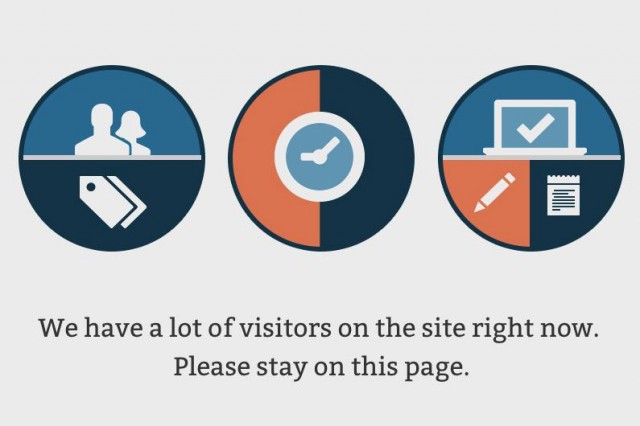 We have a lot of visitors on the site right now.
Please stay on this page.